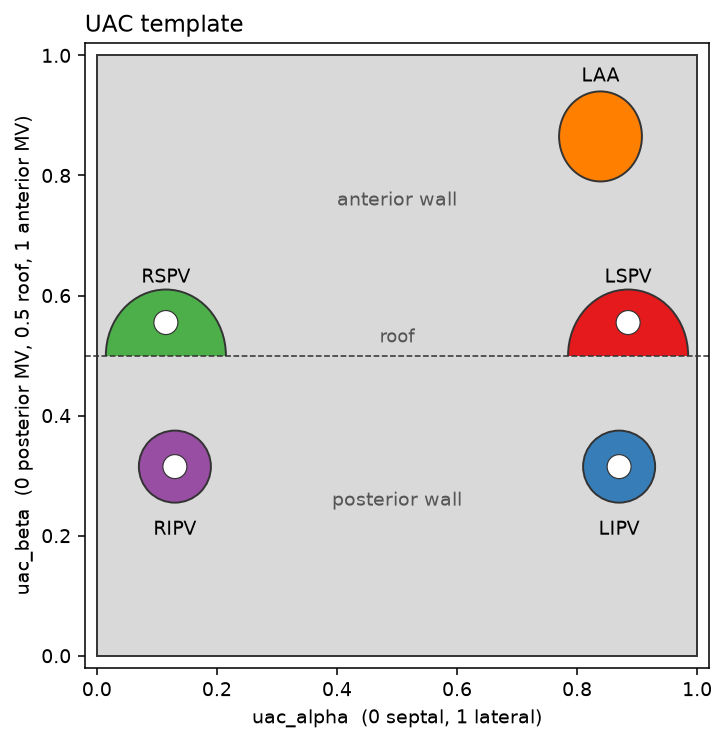 UAC template
LAA
anterior wall
RSPV
LSPV
roof
posterior wall
RIPV
LIPV
1.0
0.8
0.6
0.4
0.2
0.0
uac_beta (0 posterior MV, 0.5 roof, 1 anterior MV)
0.0 0.2 0.4 0.6 0.8 1.0
uac_alpha (0 septal, 1 lateral)